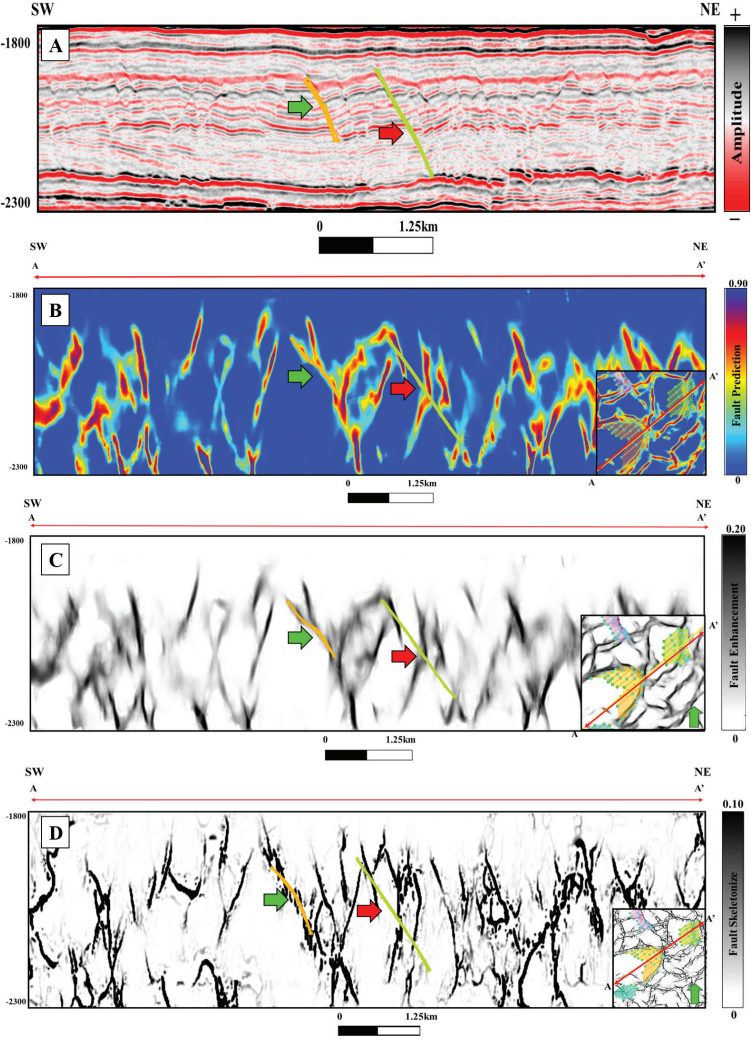 SW NE
+
-1800
A
Amplitude
-2300
−
0 1.25km
SW NE
A A'
-1800
0.90
B
Fault Prediction
A'
-2300
A
0
0 1.25km
SW NE
A A'
-1800
0.20
C
Fault Enhancement
A'
-2300
A
0
0 1.25km
SW NE
A A'
-1800
0.10
D
Fault Skeletonize
A'
A
-2300
0
0 1.25km